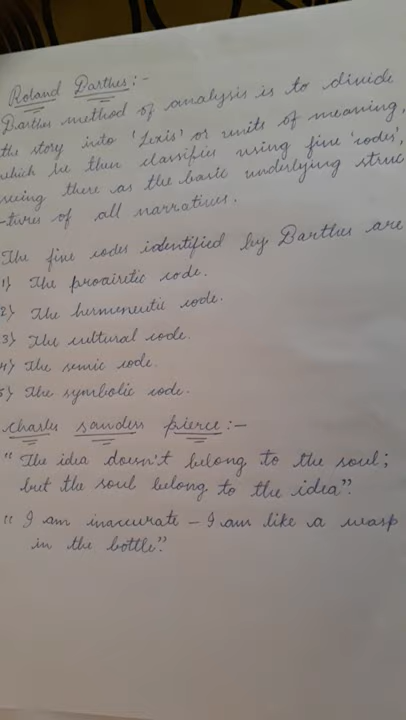 Roland Barthes:-
Barthes method of analysis is to divide
the story into 'Lexis' or units of meaning,
which he then classifies using five 'codes',
seeing there as the basic underlying struc
-tures of all narratives.
The five codes identified by Barthes are
1} The proairetic code.
2} The hermeneutic code.
3} The cultural code.
4} The semic code.
5} The symbolic code.
Charles sanders pierce:-
"The idea doesn't belong to the soul;
but the soul belong to the idea".
"I am inaccurate - I am like a wasp
in the bottle".